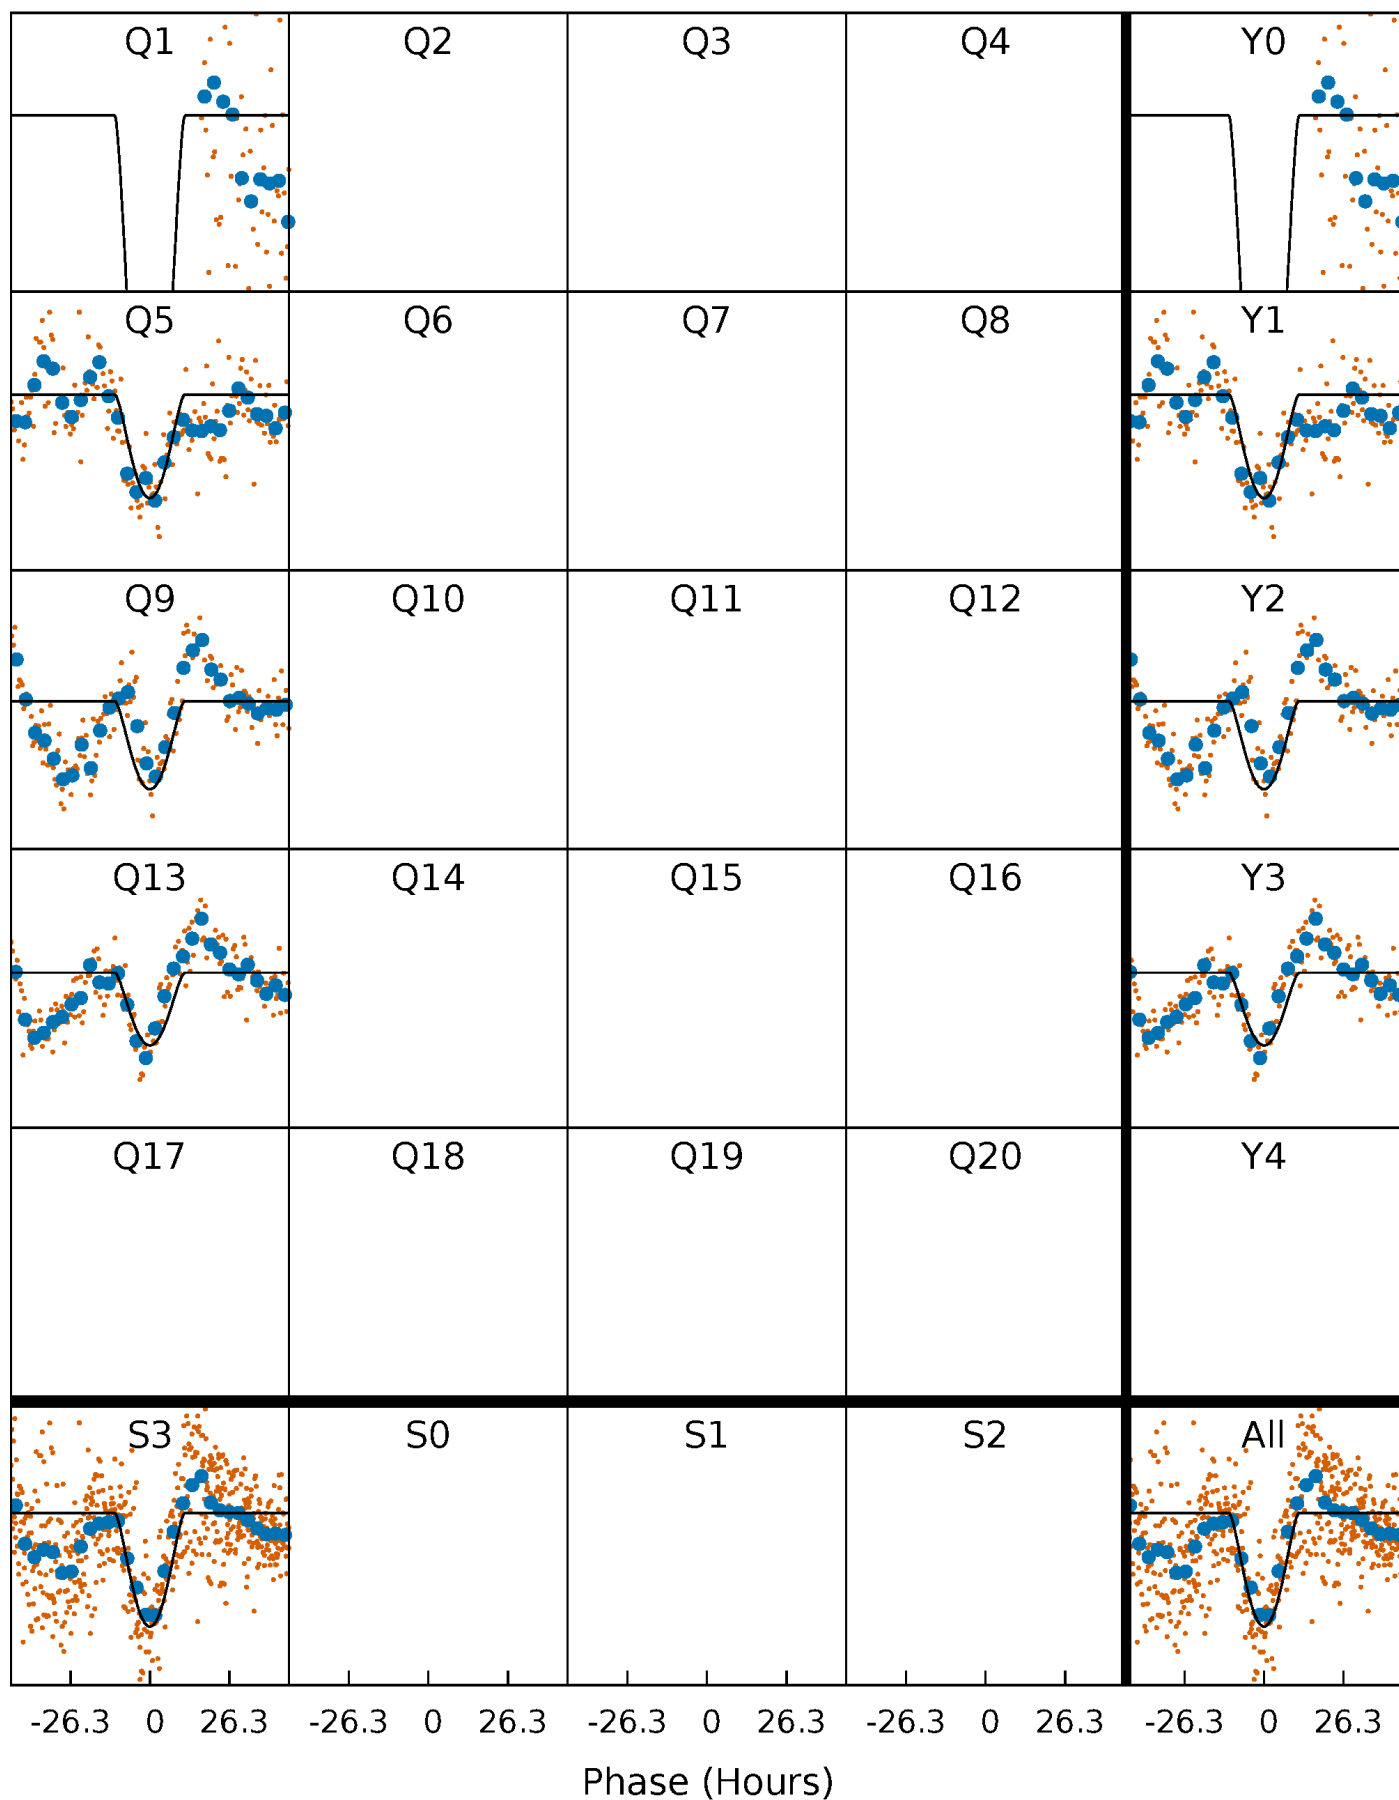 Q1 Q2 Q3 Q4 Y0
Q5 Q6 Q7 Q8 Y1
Q9 Q10 Q11 Q12 Y2
Q13 Q14 Q15 Q16 Y3
Q17 Q18 Q19 Q20 Y4
S3 S0 S1 S2 All
-26.3 0 26.3 -26.3 0 26.3 -26.3 0 26.3 -26.3 0 26.3 -26.3 0 26.3
Phase (Hours)